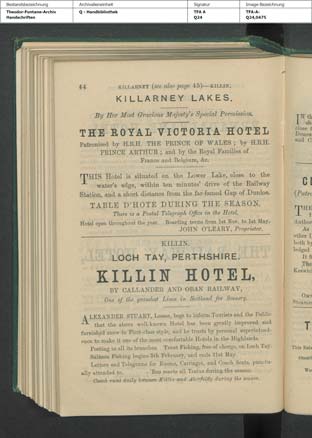 Bestandsbezeichnung Archivalieneinheit Signatur Image-Bezeichnung
Theodor-Fontane-Archiv Q - Handbibliothek TFA A TFA-A-
Handschriften Q24 Q24,0475
44 KILLARNEY (see also page 45)—KILLIN.
KILLARNEY LAKES.
By Her Most Gracious Majesty's Special Permission.
THE ROYAL VICTORIA HOTEL
Patronised by H.R.H. THE PRINCE OF WALES; by H.R.H.
PRINCE ARTHUR; and by the Royal Families of
France and Belgium, &c.
THIS Hotel is situated on the Lower Lake, close to the
water's edge, within ten minutes' drive of the Railway
Station, and a short distance from the far-famed Gap of Dunloe.
TABLE D'HOTE DURING THE SEASON.
There is a Postal Telegraph Office in the Hotel.
Hotel open throughout the year. Boarding terms from 1st Nov. to 1st May.
JOHN O'LEARY, Proprietor.
KILLIN.
LOCH TAY, PERTHSHIRE.
KILLIN HOTEL,
BY CALLANDER AND OBAN RAILWAY,
One of the grandest Lines in Scotland for Scenery.
ALEXANDER STUART, Lessee, begs to inform Tourists and the Public
that the above well-known Hotel has been greatly improved and
furnished anew in First-class style, and he trusts by personal superintend-
ence to make it one of the most comfortable Hotels in the Highlands.
Posting in all its branches. Trout Fishing, free of charge, on Loch Tay.
Salmon Fishing begins 5th February, and ends 31st May.
Letters and Telegrams for Rooms, Carriages, and Coach Seats, punctu-
ally attended to. 'Bus meets all Trains during the season.
Coach runs daily between Killin and Aberfeldy during the season.